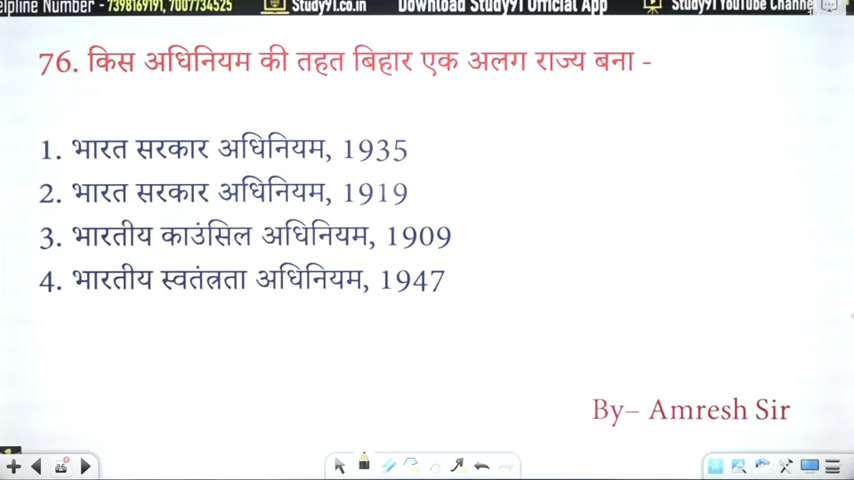 elpline Number - 7398169191, 7007734525 Study91.co.in Download Study91 Official App Study91 YouTube Channe
76. किस अधिनियम की तहत बिहार एक अलग राज्य बना -
1. भारत सरकार अधिनियम, 1935
2. भारत सरकार अधिनियम, 1919
3. भारतीय काउंसिल अधिनियम, 1909
4. भारतीय स्वतंत्रता अधिनियम, 1947
By– Amresh Sir